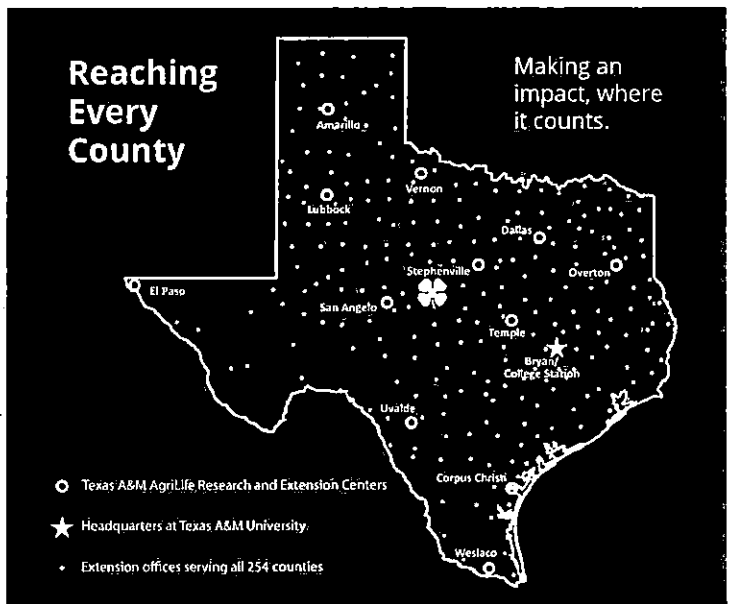 Reaching
Every
County
Making an
impact, where
it counts.
Amarillo
Vernon
Lubbock
Dallas
Stephenville
Overton
El Paso
San Angelo
Temple
Bryan/
College Station
Uvalde
Corpus Christi
Weslaco
Texas A&M AgriLife Research and Extension Centers
Headquarters at Texas A&M University
Extension offices serving all 254 counties